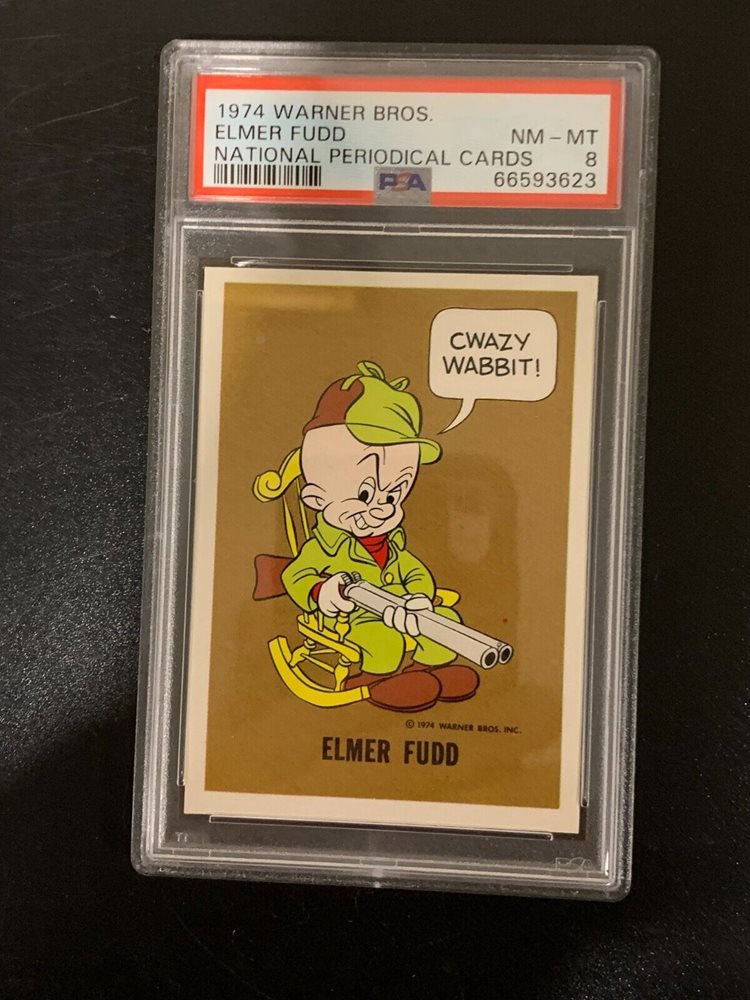 1974 WARNER BROS.
ELMER FUDD NM - MT
NATIONAL PERIODICAL CARDS 8
PSA 66593623
CWAZY
WABBIT!
© 1974 WARNER BROS. INC.
ELMER FUDD
PSA